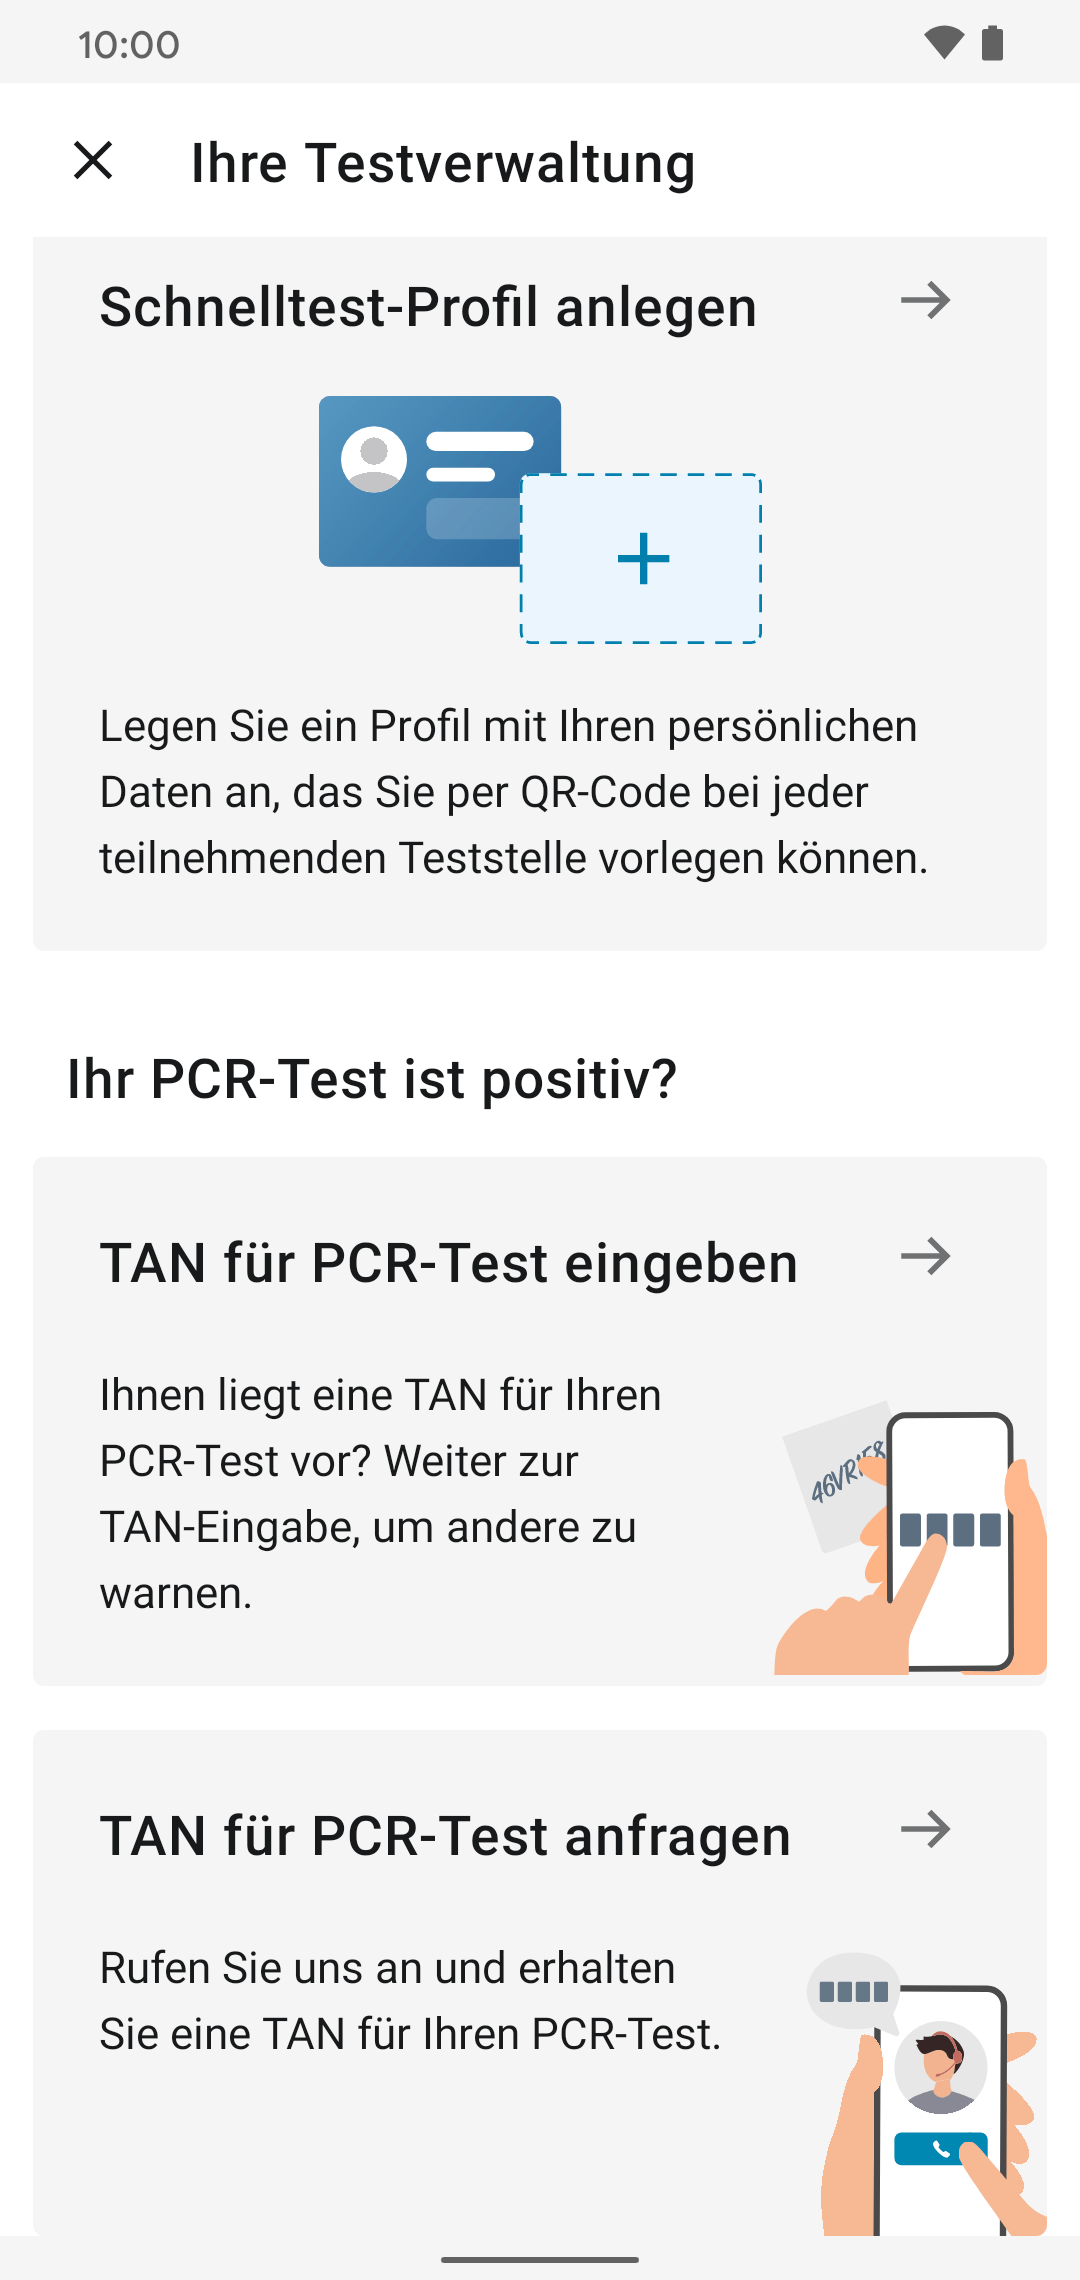 10:00
Ihre Testverwaltung
Schnelltest-Profil anlegen
Legen Sie ein Profil mit Ihren persönlichen
Daten an, das Sie per QR-Code bei jeder
teilnehmenden Teststelle vorlegen können.
Ihr PCR-Test ist positiv?
TAN für PCR-Test eingeben
Ihnen liegt eine TAN für Ihren
PCR-Test vor? Weiter zur
TAN-Eingabe, um andere zu
warnen.
TAN für PCR-Test anfragen
Rufen Sie uns an und erhalten
Sie eine TAN für Ihren PCR-Test.